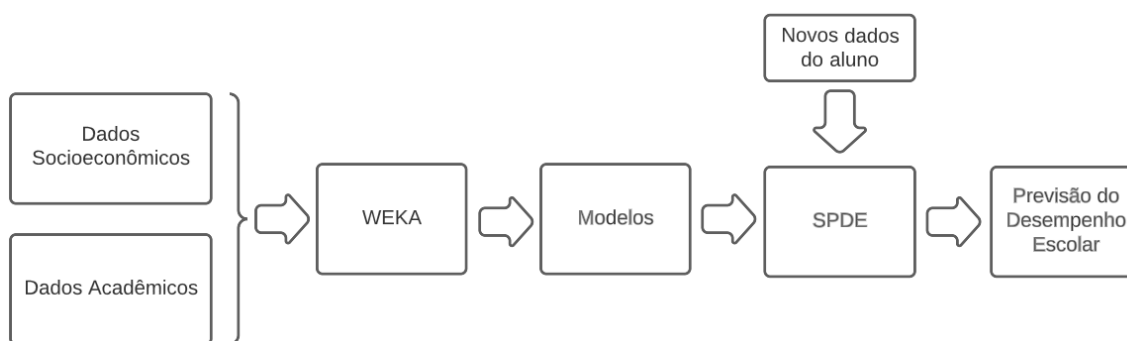 Novos dados
do aluno
Dados
Socioeconômicos
Dados Acadêmicos
WEKA
Modelos
SPDE
Previsão do
Desempenho
Escolar